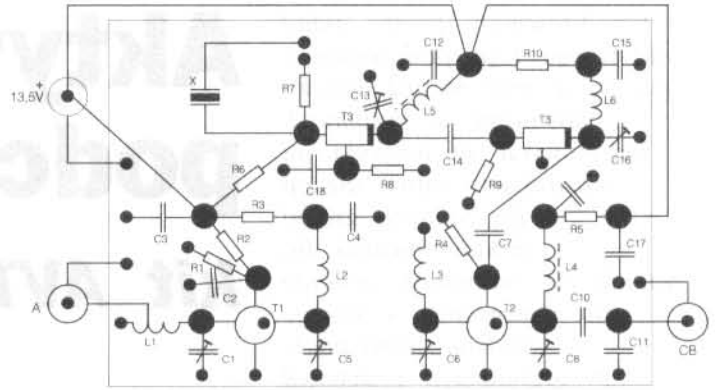 C12
R10
C15
X
R7
C13
L5
L6
+
13,5V
T3
T3
C14
C16
R6
C18
R8
R9
R3
C3
R2
C4
R4
C7
R5
R1
L2
L3
L4
C17
C2
A
T1
T2
C10
CB
L1
C1
C5
C6
C8
C11